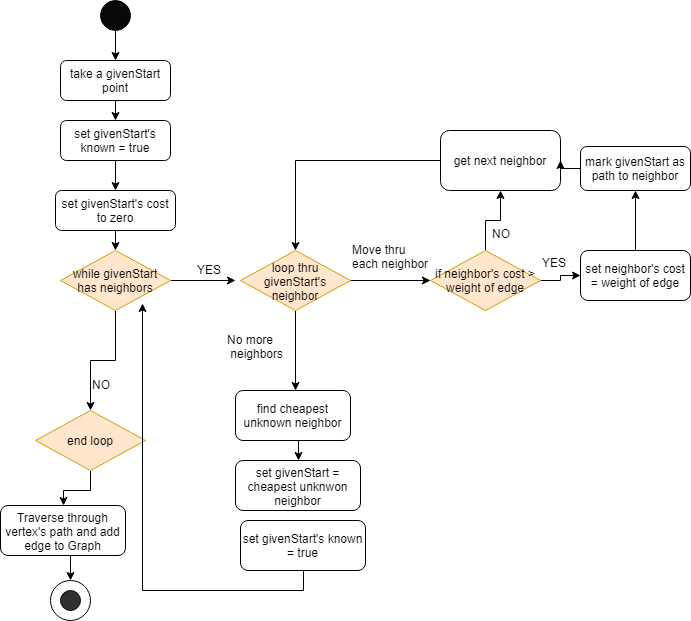 take a givenStart
point
set givenStart's
known = true
set givenStart's cost
to zero
while givenStart
has neighbors
YES
loop thru
givenStart's
neighbor
Move thru
each neighbor
if neighbor's cost >
weight of edge
YES
set neighbor's cost
= weight of edge
mark givenStart as
path to neighbor
NO
get next neighbor
No more
neighbors
find cheapest
unknown neighbor
set givenStart =
cheapest unknwon
neighbor
set givenStart's known
= true
NO
end loop
Traverse through
vertex's path and add
edge to Graph